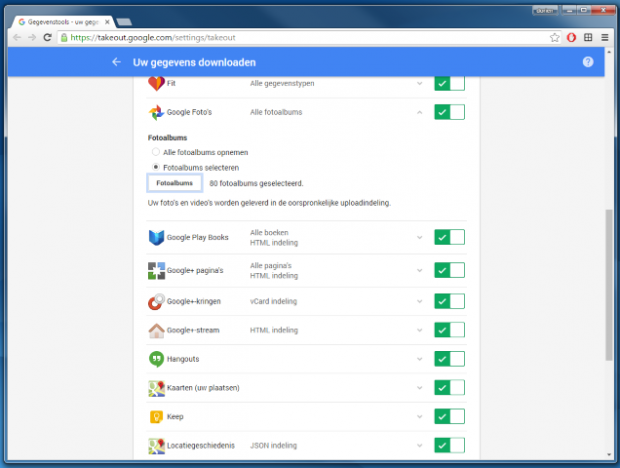 Gegevenstools - uw gege
https://takeout.google.com/settings/takeout
Uw gegevens downloaden
Fit Alle gegevenstypen
Google Foto's Alle fotoalbums
Fotoalbums
Alle fotoalbums opnemen
Fotoalbums selecteren
Fotoalbums 80 fotoalbums geselecteerd.
Uw foto's en video's worden geleverd in de oorspronkelijke uploadindeling.
Google Play Books Alle boeken
HTML indeling
Google+ pagina's Alle pagina's
HTML indeling
Google+-kringen vCard indeling
Google+-stream HTML indeling
Hangouts
Kaarten (uw plaatsen)
Keep
Locatiegeschiedenis JSON indeling